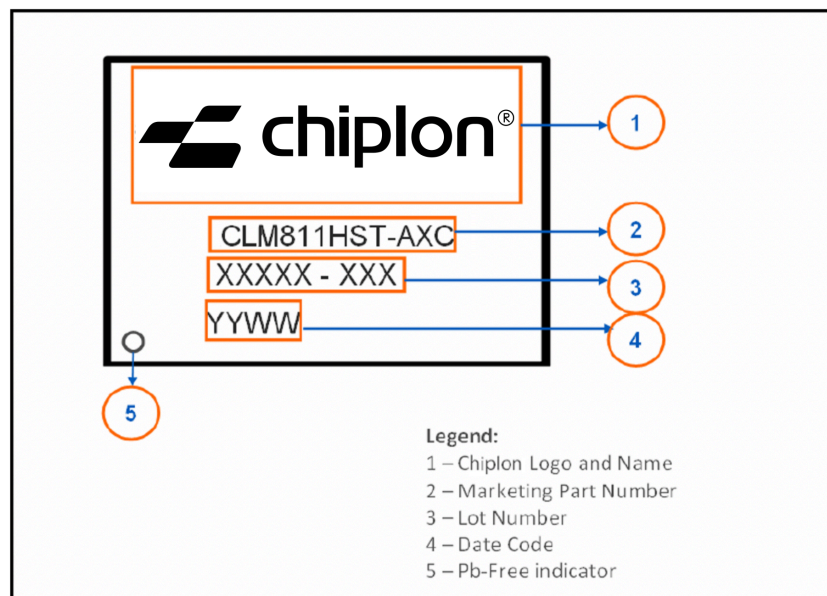 chiplon®
1
CLM811HST-AXC
2
XXXXX - XXX
3
YYWW
4
5
Legend:
1 – Chiplon Logo and Name
2 – Marketing Part Number
3 – Lot Number
4 – Date Code
5 – Pb-Free indicator